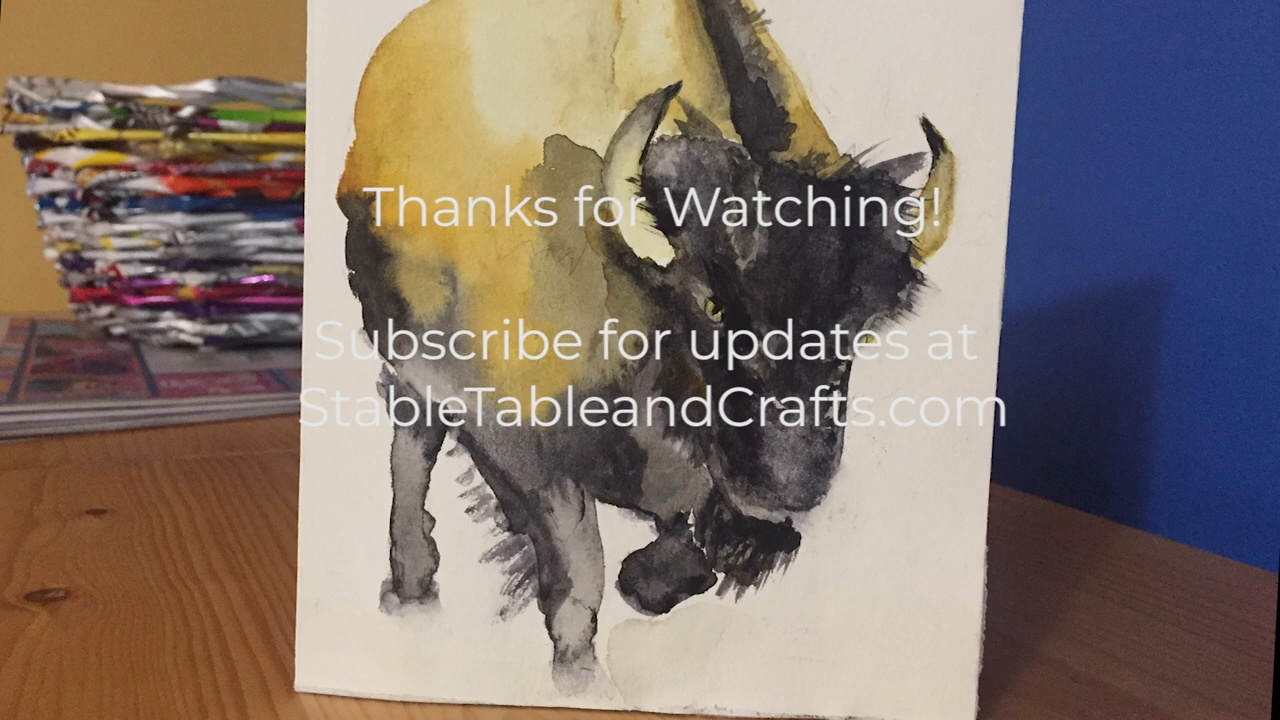 Thanks for Watching!
Subscribe for updates at
StableTableandCrafts.com